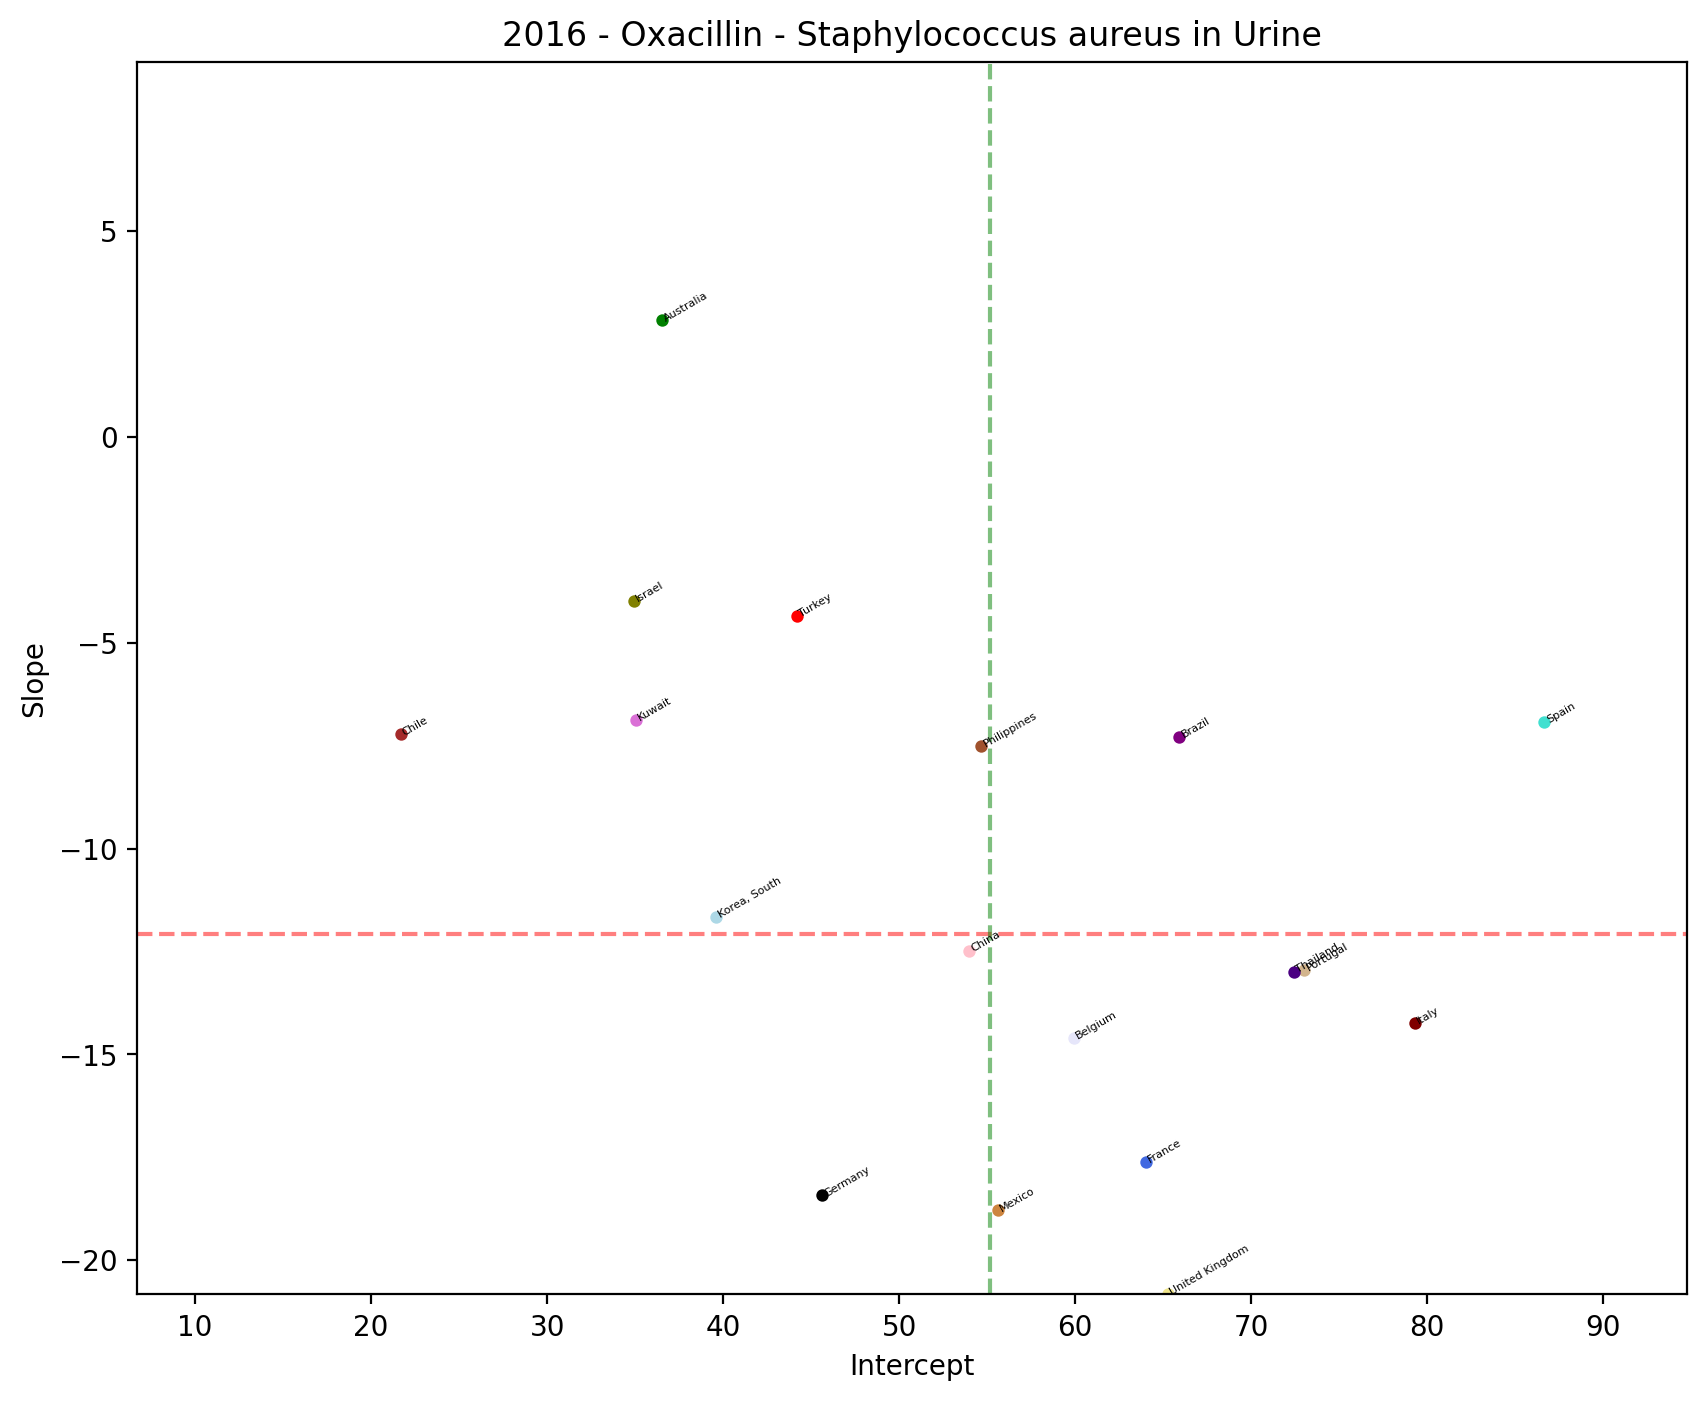 2016 - Oxacillin - Staphylococcus aureus in Urine
5
0
−5
−10
−15
−20
Slope
Australia
Israel
Turkey
Kuwait
Chile
Philippines
Brazil
Spain
Korea, South
China
Thailand
Portugal
Italy
Belgium
France
Germany
Mexico
United Kingdom
10 20 30 40 50 60 70 80 90
Intercept